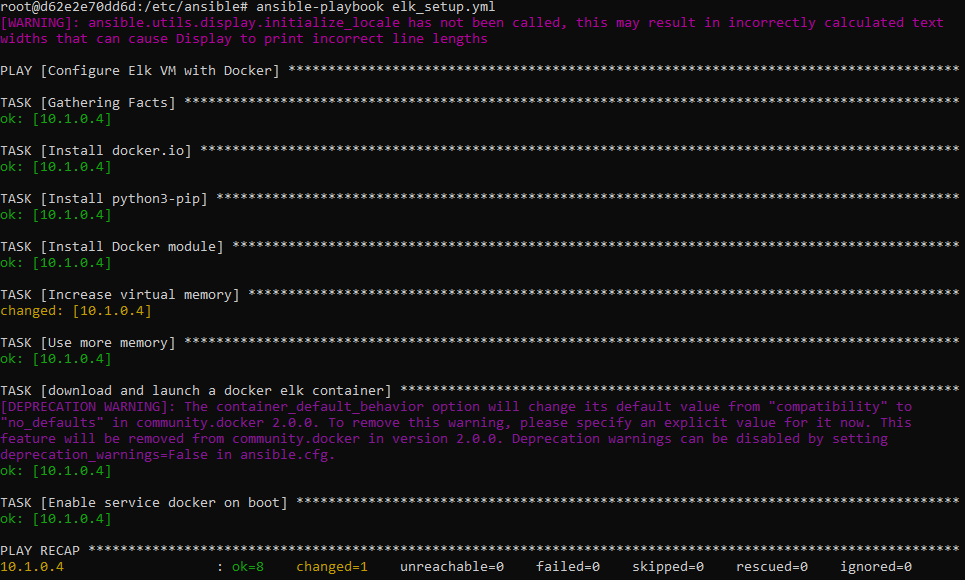 root@d62e2e70dd6d:/etc/ansible# ansible-playbook elk_setup.yml
[WARNING]: ansible.utils.display.initialize_locale has not been called, this may result in incorrectly calculated text
widths that can cause Display to print incorrect line lengths
PLAY [Configure Elk VM with Docker] ************************************************************************************
TASK [Gathering Facts] *************************************************************************************************
ok: [10.1.0.4]
TASK [Install docker.io] ***********************************************************************************************
ok: [10.1.0.4]
TASK [Install python3-pip] *********************************************************************************************
ok: [10.1.0.4]
TASK [Install Docker module] *******************************************************************************************
ok: [10.1.0.4]
TASK [Increase virtual memory] *****************************************************************************************
changed: [10.1.0.4]
TASK [Use more memory] *************************************************************************************************
ok: [10.1.0.4]
TASK [download and launch a docker elk container] **********************************************************************
[DEPRECATION WARNING]: The container_default_behavior option will change its default value from "compatibility" to
"no_defaults" in community.docker 2.0.0. To remove this warning, please specify an explicit value for it now. This
feature will be removed from community.docker in version 2.0.0. Deprecation warnings can be disabled by setting
deprecation_warnings=False in ansible.cfg.
ok: [10.1.0.4]
TASK [Enable service docker on boot] ***********************************************************************************
ok: [10.1.0.4]
PLAY RECAP *************************************************************************************************************
10.1.0.4                   : ok=8    changed=1    unreachable=0    failed=0    skipped=0    rescued=0    ignored=0